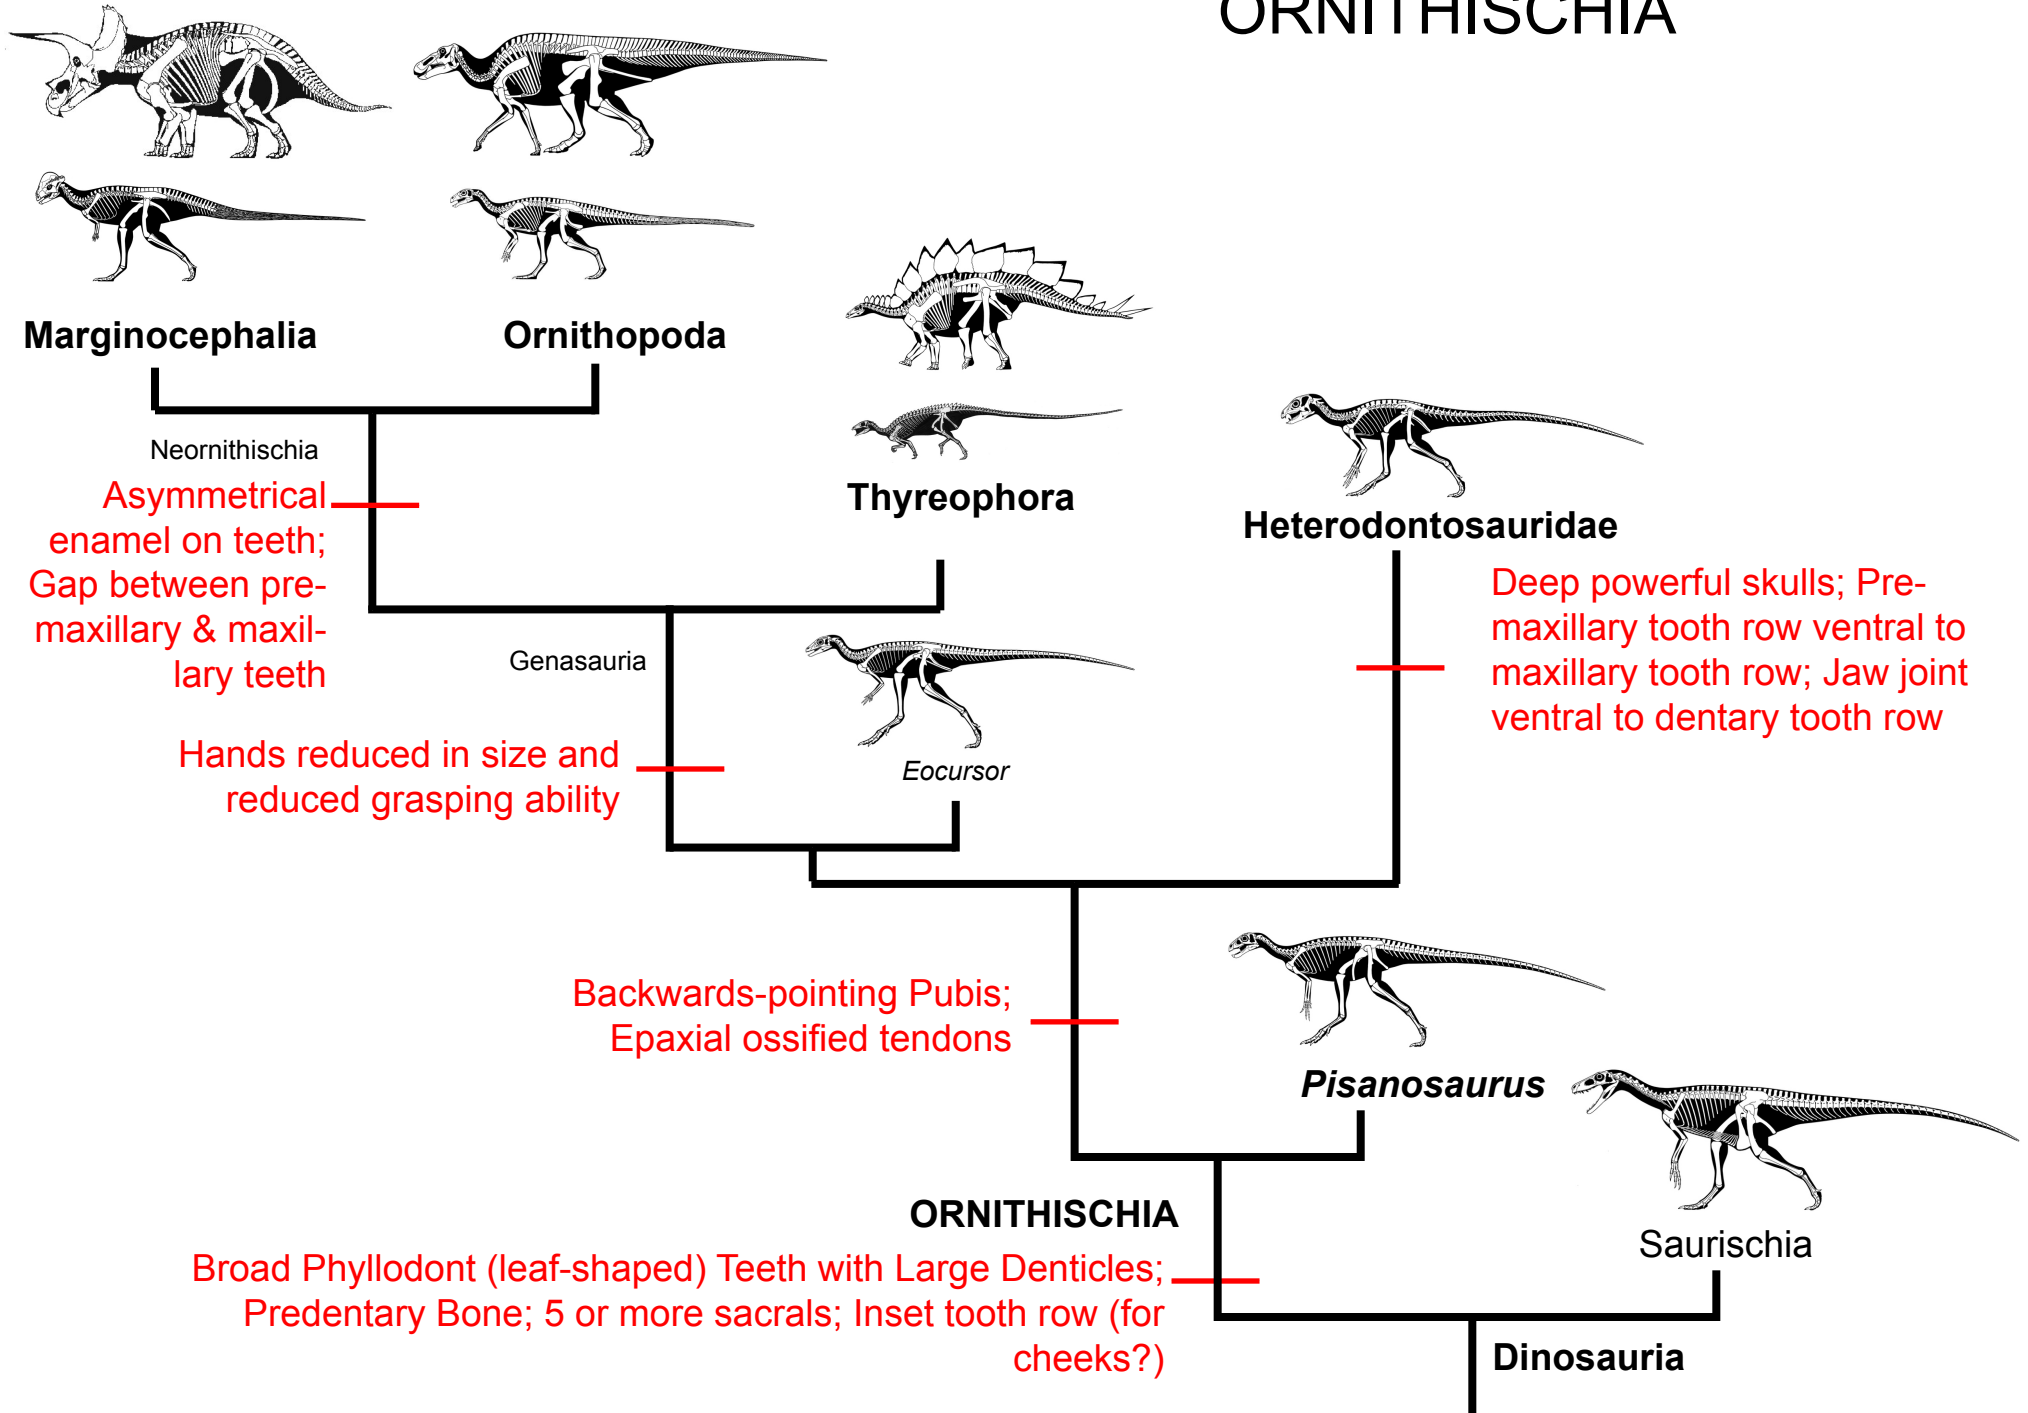 ORNITHISCHIA
Marginocephalia
Ornithopoda
Neornithischia
Asymmetrical
enamel on teeth;
Gap between pre-
maxillary & maxil-
lary teeth
Thyreophora
Heterodontosauridae
Deep powerful skulls; Pre-
maxillary tooth row ventral to
maxillary tooth row; Jaw joint
ventral to dentary tooth row
Genasauria
Hands reduced in size and
reduced grasping ability
Eocursor
Backwards-pointing Pubis;
Epaxial ossified tendons
Pisanosaurus
ORNITHISCHIA
Broad Phyllodont (leaf-shaped) Teeth with Large Denticles;
Predentary Bone; 5 or more sacrals; Inset tooth row (for
cheeks?)
Saurischia
Dinosauria